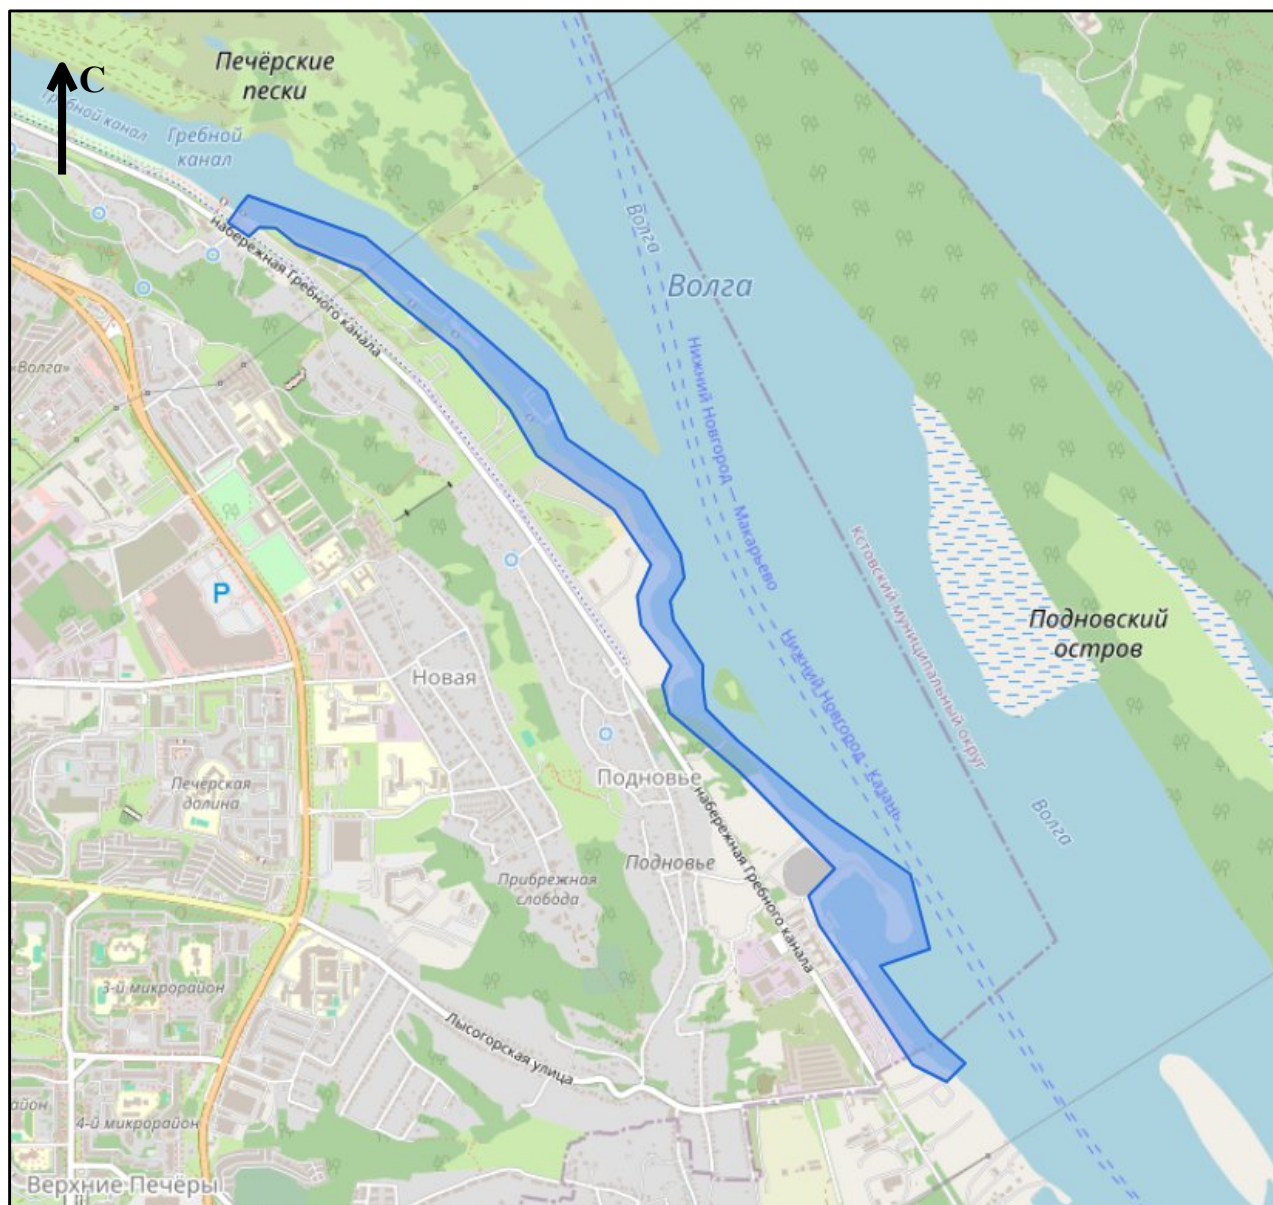 Печёрские
пески
С
Гребной канал
Гребной
канал
набережная Гребного канала
Волга
Волга
«Волга»
Нижний Новгород — Макарьево
P
Кстовский муниципальный округ
Подновский
остров
Нижний Новгород - Казань
Новая
Подновье
Печёрская
долина
набережная Гребного канала
Волга
Подновье
Прибрежная
слобода
3-й микрорайон
Лысогорская улица
4-й микрорайон
Верхние Печёры